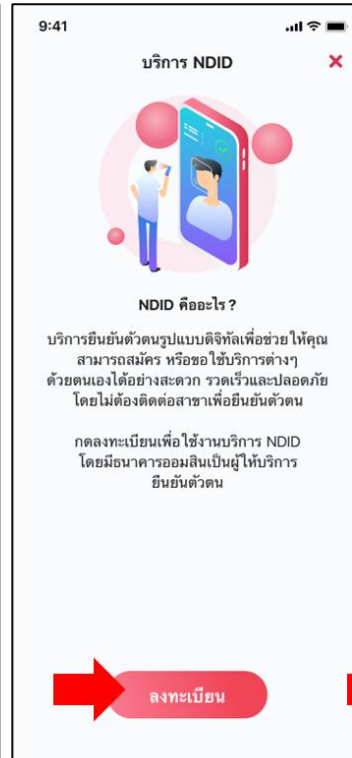 9:41
บริการ NDID
NDID คืออะไร ?
บริการยืนยันตัวตนรูปแบบดิจิทัลเพื่อช่วยให้คุณ
สามารถสมัคร หรือขอใช้บริการต่างๆ
ด้วยตนเองได้อย่างสะดวก รวดเร็วและปลอดภัย
โดยไม่ต้องติดต่อสาขาเพื่อยืนยันตัวตน
กดลงทะเบียนเพื่อใช้งานบริการ NDID
โดยมีธนาคารออมสินเป็นผู้ให้บริการ
ยืนยันตัวตน
ลงทะเบียน